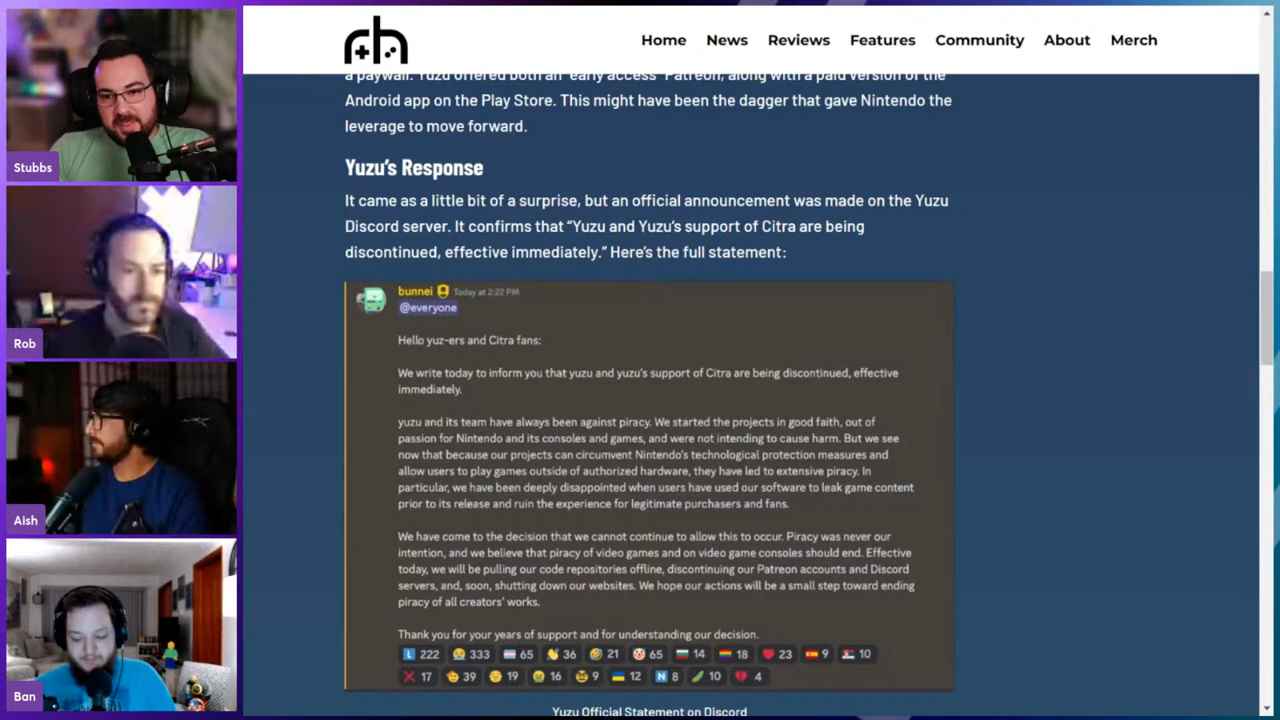 Home News Reviews Features Community About Merch
a paywall. Yuzu offered both an "early access" Patreon, along with a paid version of the
Android app on the Play Store. This might have been the dagger that gave Nintendo the
leverage to move forward.
Yuzu's Response
It came as a little bit of a surprise, but an official announcement was made on the Yuzu
Discord server. It confirms that “Yuzu and Yuzu's support of Citra are being
discontinued, effective immediately.” Here's the full statement:
bunnei Today at 2:22 PM
@everyone
Hello yuz-ers and Citra fans:
We write today to inform you that yuzu and yuzu's support of Citra are being discontinued, effective
immediately.
yuzu and its team have always been against piracy. We started the projects in good faith, out of
passion for Nintendo and its consoles and games, and were not intending to cause harm. But we see
now that because our projects can circumvent Nintendo's technological protection measures and
allow users to play games outside of authorized hardware, they have led to extensive piracy. In
particular, we have been deeply disappointed when users have used our software to leak game content
prior to its release and ruin the experience for legitimate purchasers and fans.
We have come to the decision that we cannot continue to allow this to occur. Piracy was never our
intention, and we believe that piracy of video games and on video game consoles should end. Effective
today, we will be pulling our code repositories offline, discontinuing our Patreon accounts and Discord
servers, and, soon, shutting down our websites. We hope our actions will be a small step toward ending
piracy of all creators' works.
Thank you for your years of support and for understanding our decision.
L 222 333 65 36 21 65 14 18 23 9 10
17 39 19 16 9 12 N 8 10 4
Yuzu Official Statement on Discord
Stubbs
Rob
Aish
Ban